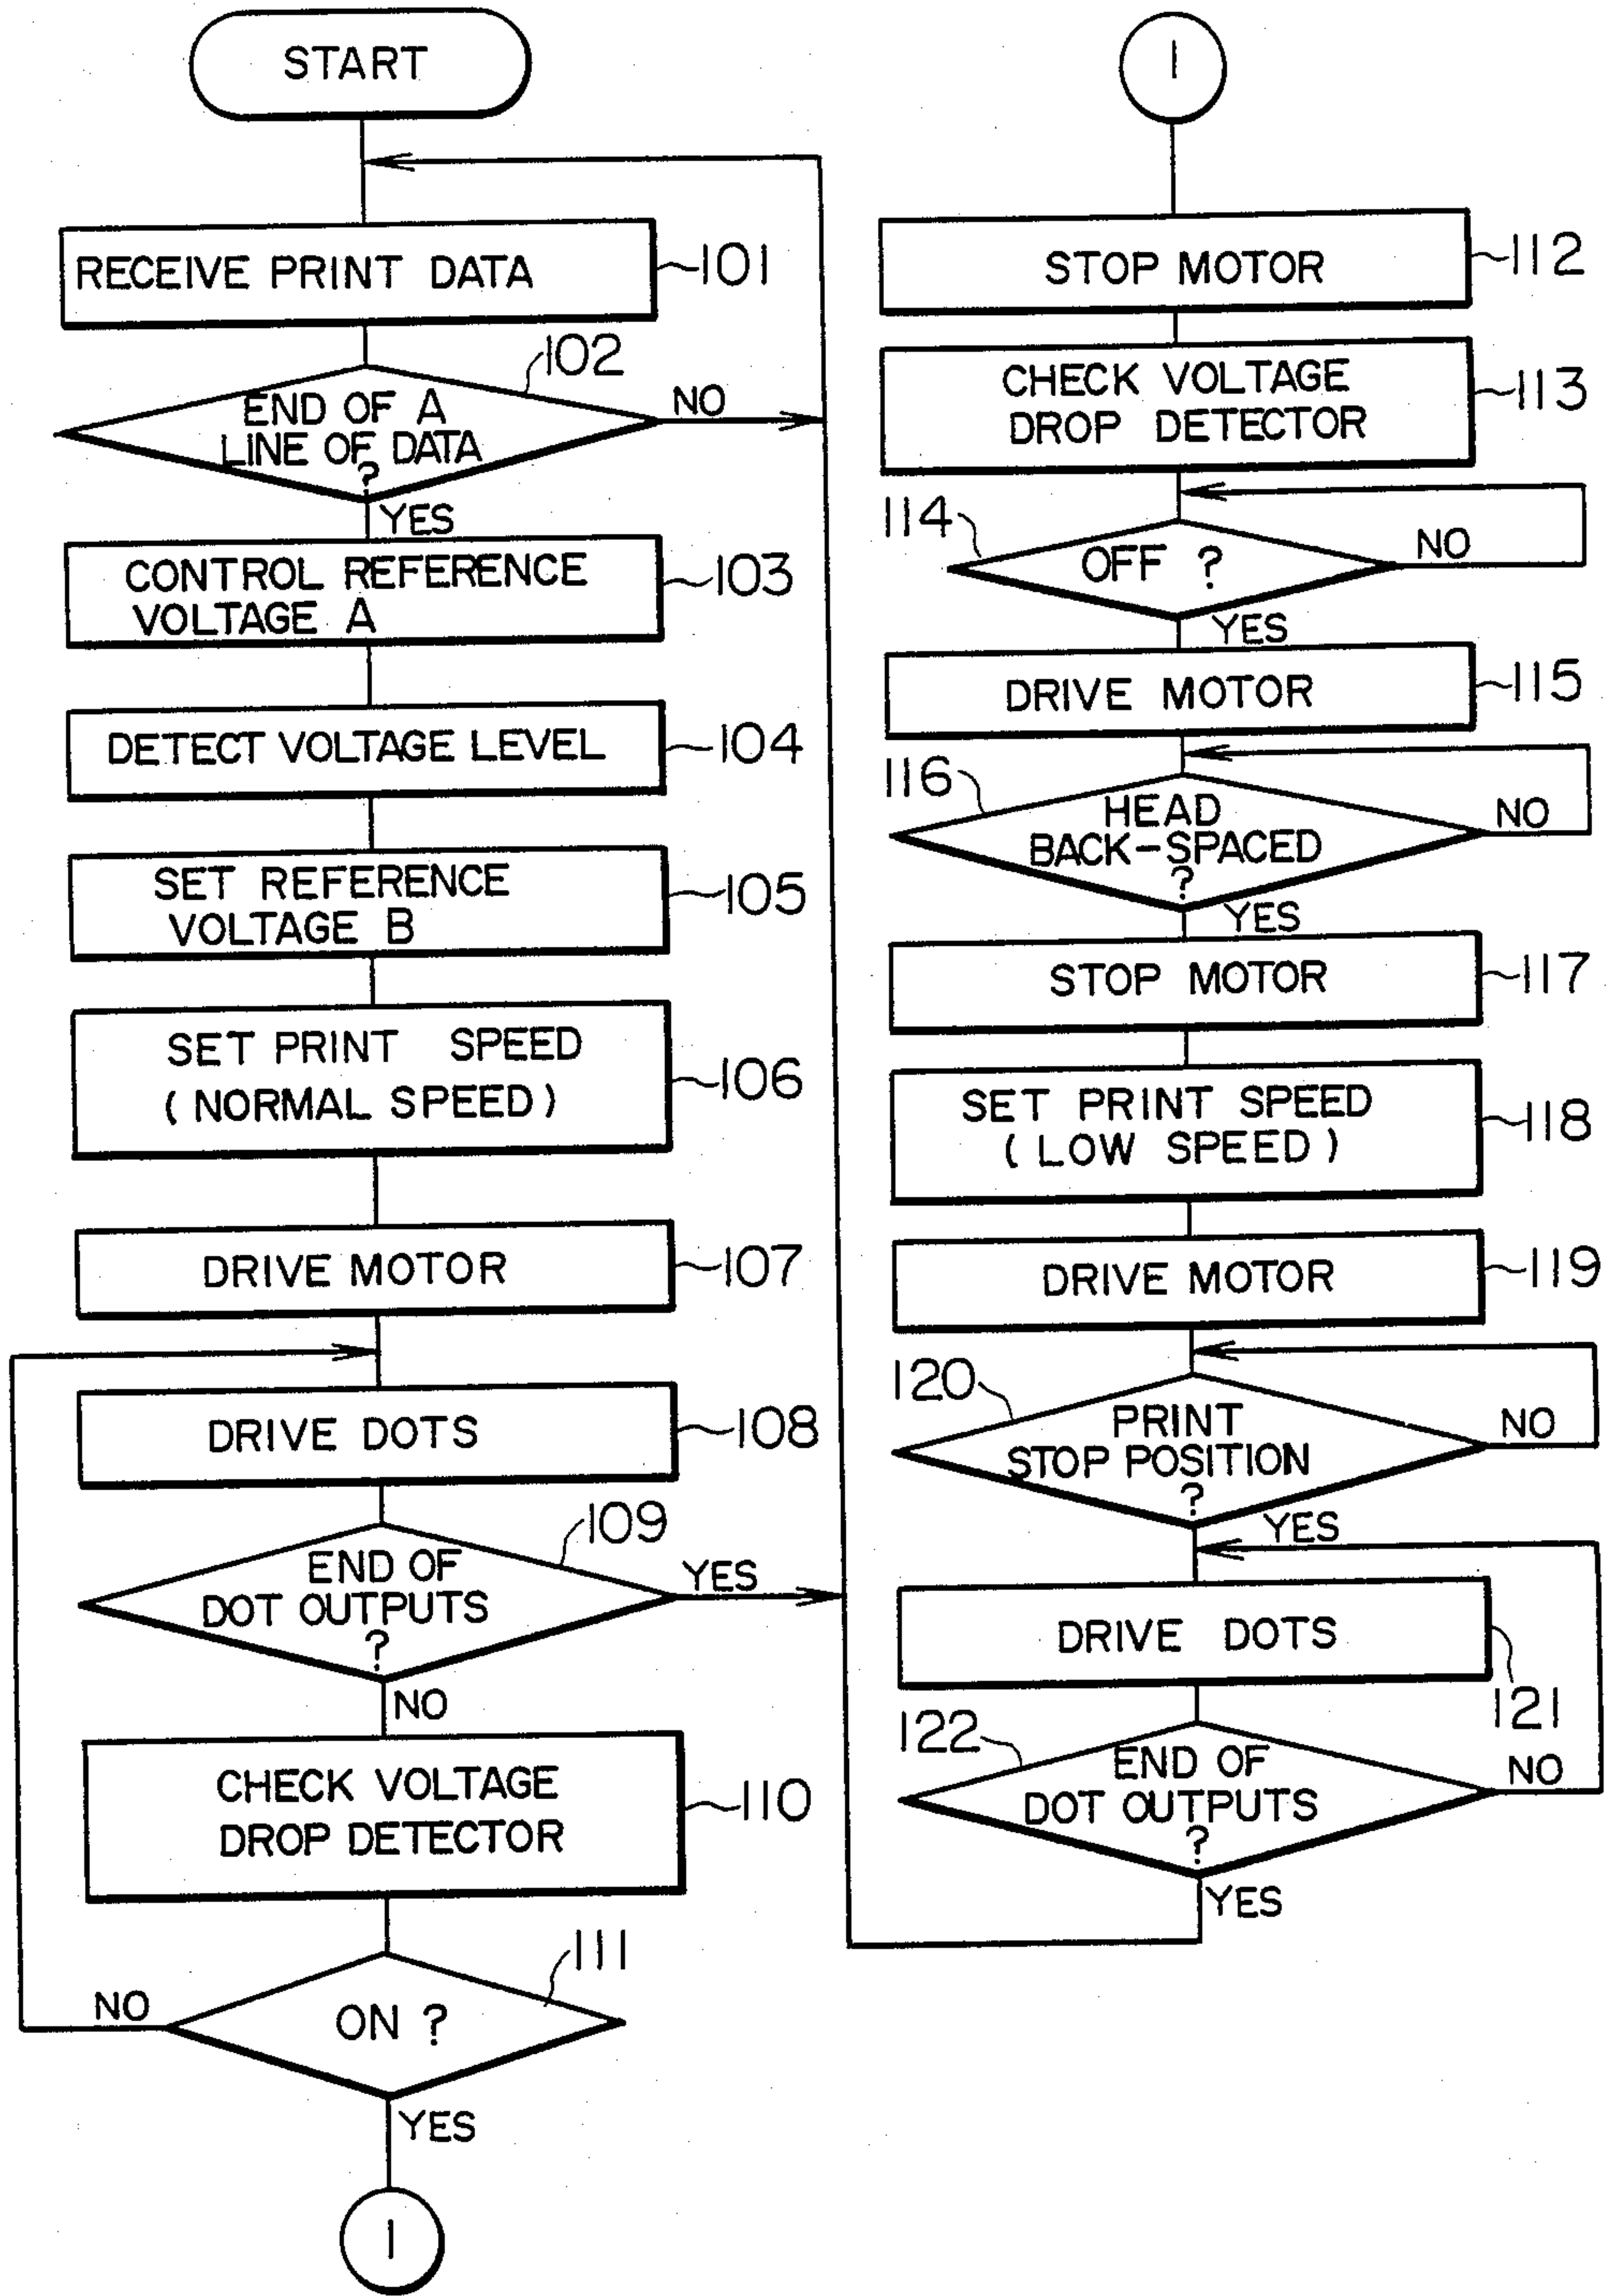 START
RECEIVE PRINT DATA
101
102
END OF A
LINE OF DATA
?
NO
YES
CONTROL REFERENCE
VOLTAGE A
103
DETECT VOLTAGE LEVEL
104
SET REFERENCE
VOLTAGE B
105
SET PRINT SPEED
(NORMAL SPEED)
106
DRIVE MOTOR
107
DRIVE DOTS
108
109
END OF
DOT OUTPUTS
?
YES
NO
CHECK VOLTAGE
DROP DETECTOR
110
111
ON ?
NO
YES
1
1
STOP MOTOR
112
CHECK VOLTAGE
DROP DETECTOR
113
114
OFF ?
NO
YES
DRIVE MOTOR
115
116
HEAD
BACK-SPACED
?
NO
YES
STOP MOTOR
117
SET PRINT SPEED
(LOW SPEED)
118
DRIVE MOTOR
119
120
PRINT
STOP POSITION
?
NO
YES
DRIVE DOTS
121
122
END OF
DOT OUTPUTS
?
NO
YES